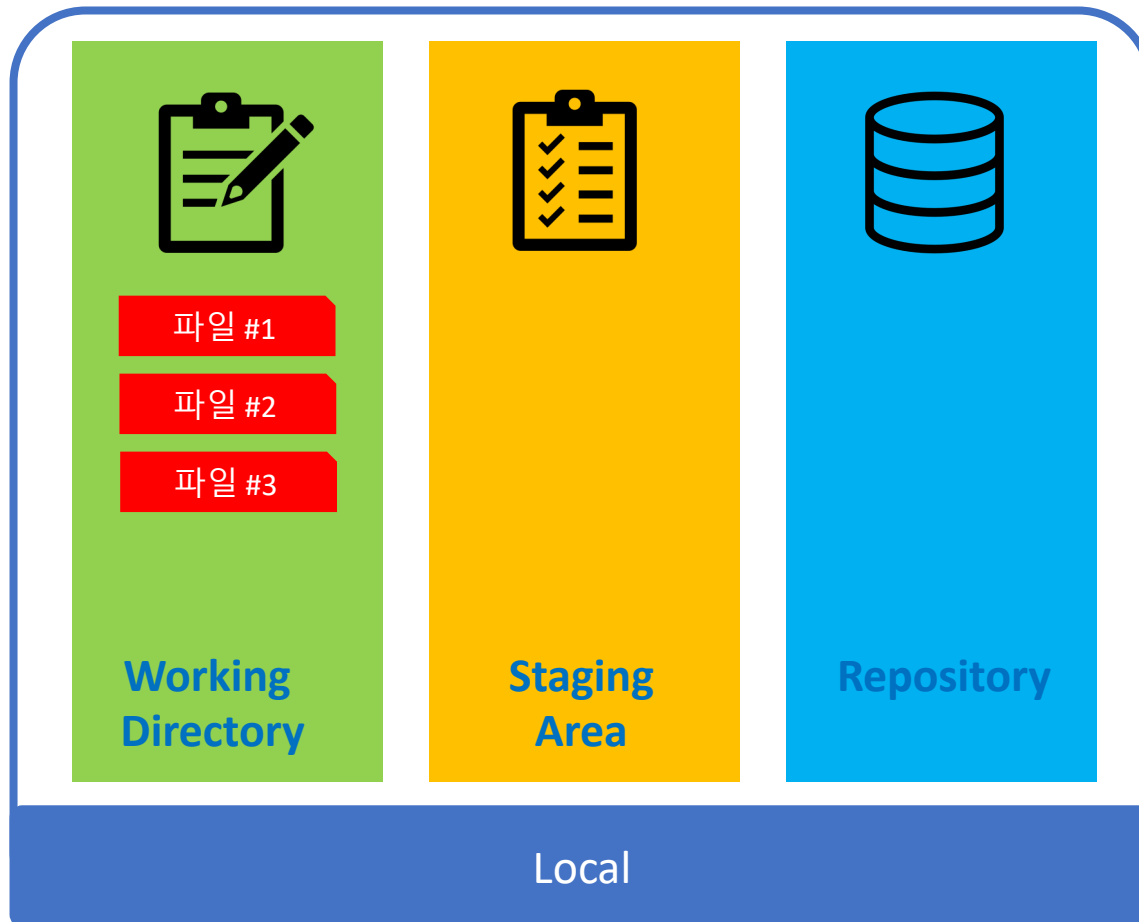 파일 #1
파일 #2
파일 #3
Working
Directory
Staging
Area
Repository
Local